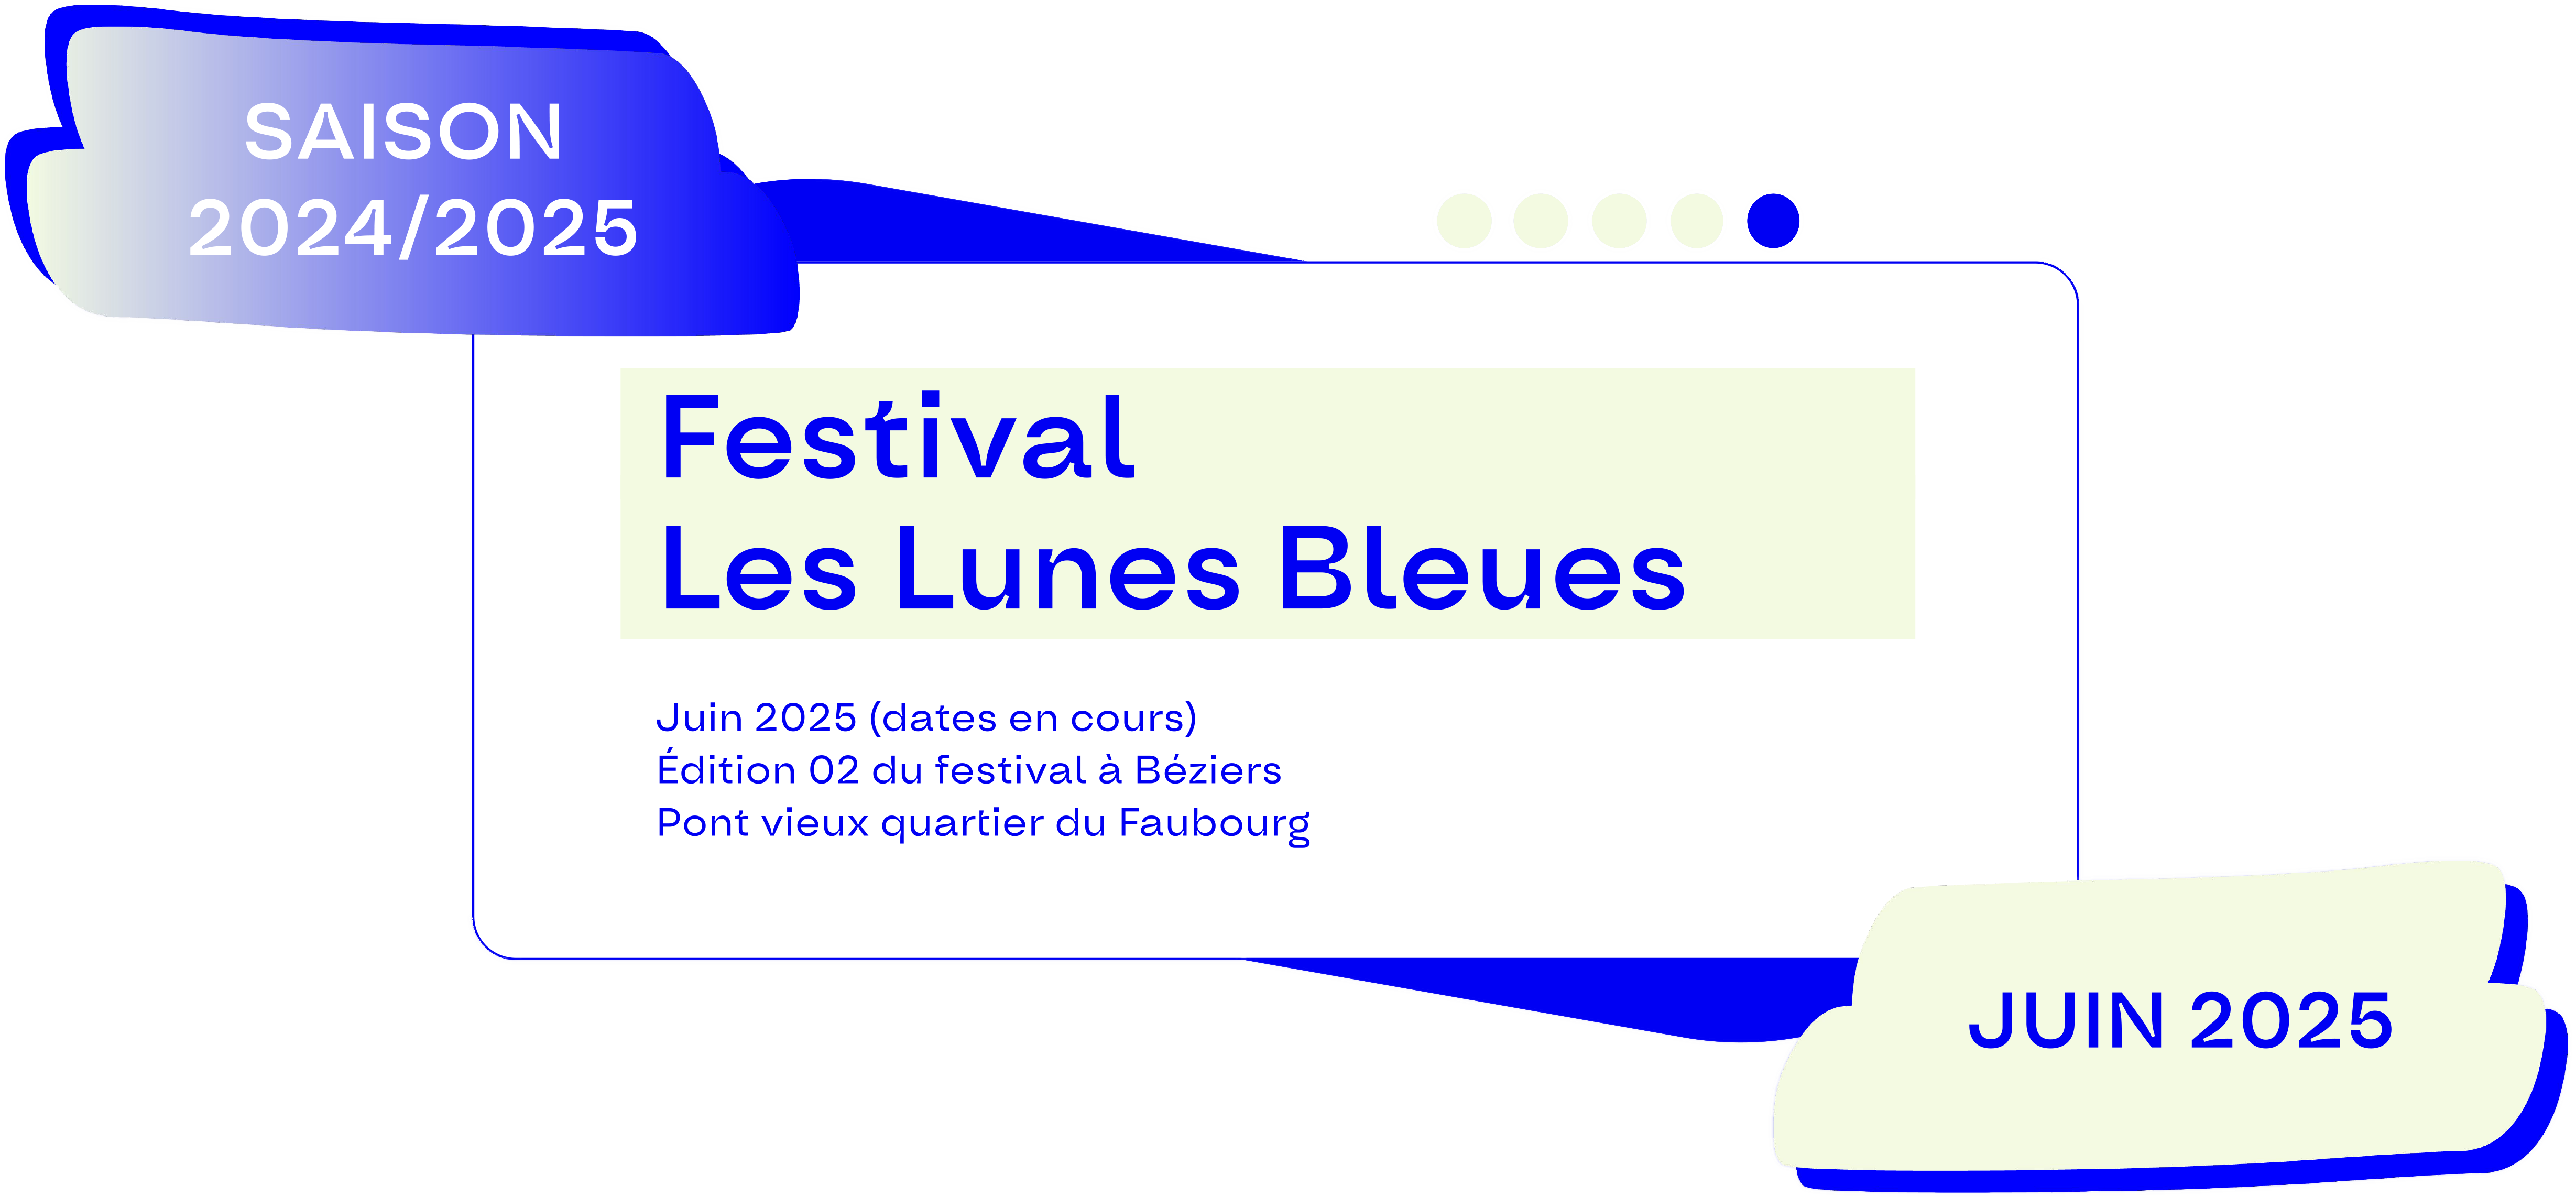 SAISON
2024/2025
Festival
Les Lunes Bleues
Juin 2025 (dates en cours)
Édition 02 du festival à Béziers
Pont vieux quartier du Faubourg
JUIN 2025